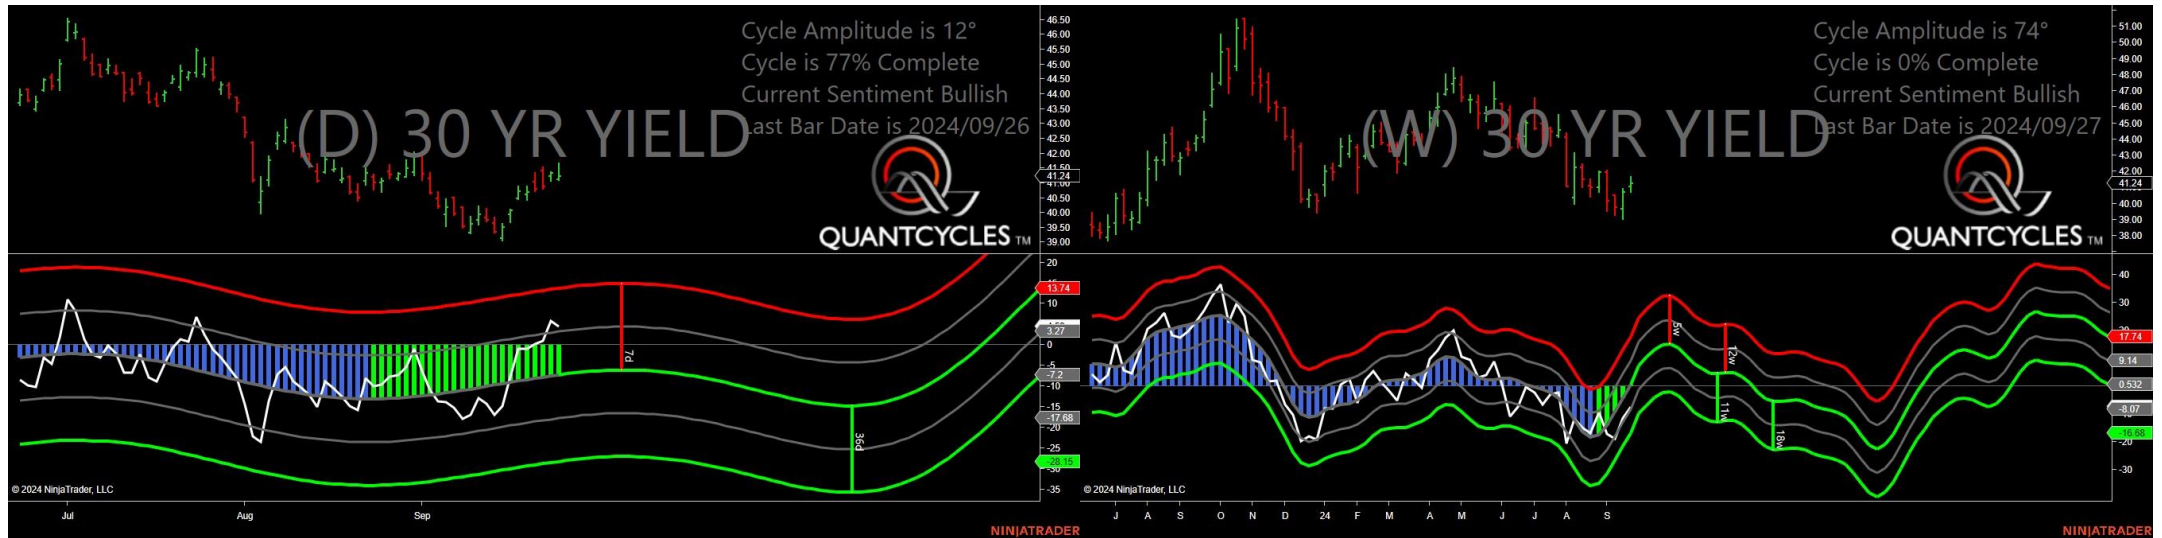 Cycle Amplitude is 12°
Cycle is 77% Complete
Current Sentiment Bullish
Last Bar Date is 2024/09/26
(D) 30 YR YIELD
QUANTCYCLES TM
46.50
46.00
45.50
45.00
44.50
44.00
43.50
43.00
42.50
42.00
41.50
41.24
41.00
40.50
40.00
39.50
39.00
20
13.74
10
3.27
0
-5
-7.2
-10
-15
-17.68
-20
-25
-28.15
-30
-35
7d
36d
© 2024 NinjaTrader, LLC
Jul
Aug
Sep
NINJATRADER
Cycle Amplitude is 74°
Cycle is 0% Complete
Current Sentiment Bullish
Last Bar Date is 2024/09/27
(W) 30 YR YIELD
QUANTCYCLES TM
51.00
50.00
49.00
48.00
47.00
46.00
45.00
44.00
43.00
42.00
41.24
40.00
39.00
38.00
40
30
17.74
9.14
0.532
-8.07
-16.68
-20
-30
5w
12w
11w
18w
© 2024 NinjaTrader, LLC
J
A
S
O
N
D
24
F
M
A
M
J
J
A
S
NINJATRADER